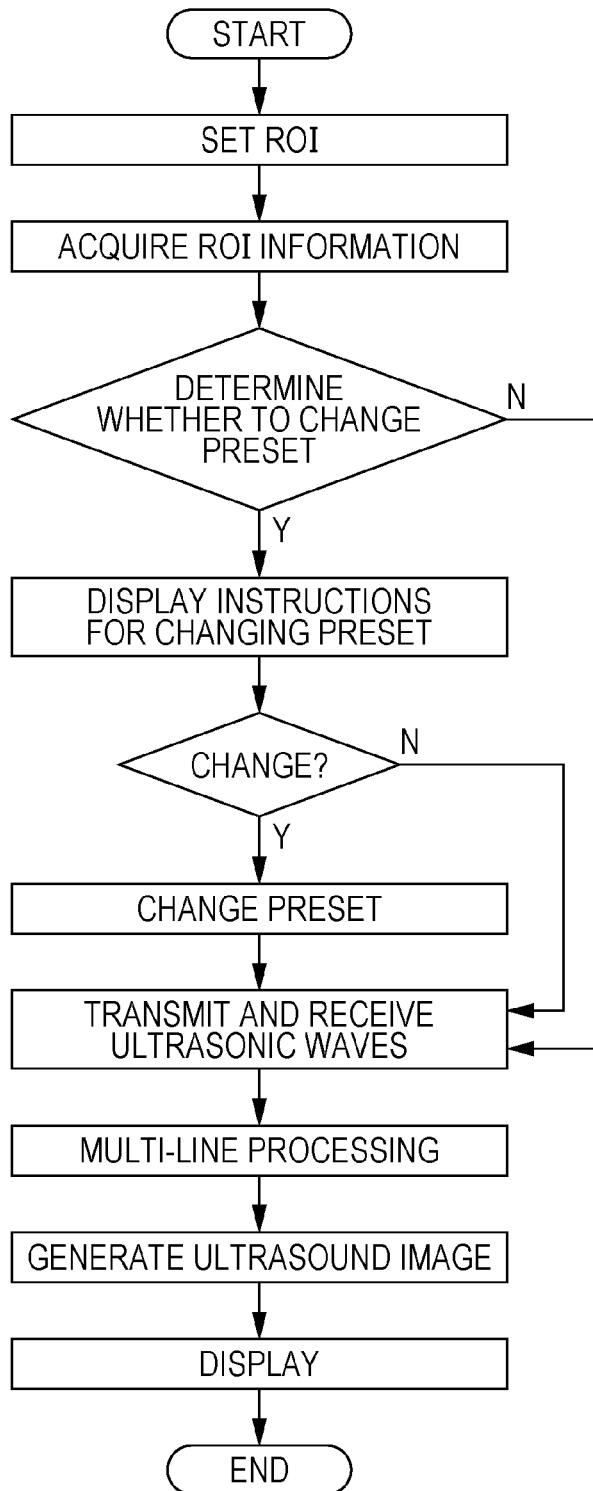 START
SET ROI
ACQUIRE ROI INFORMATION
DETERMINE
WHETHER TO CHANGE
PRESET
N
Y
DISPLAY INSTRUCTIONS
FOR CHANGING PRESET
CHANGE?
N
Y
CHANGE PRESET
TRANSMIT AND RECEIVE
ULTRASONIC WAVES
MULTI-LINE PROCESSING
GENERATE ULTRASOUND IMAGE
DISPLAY
END